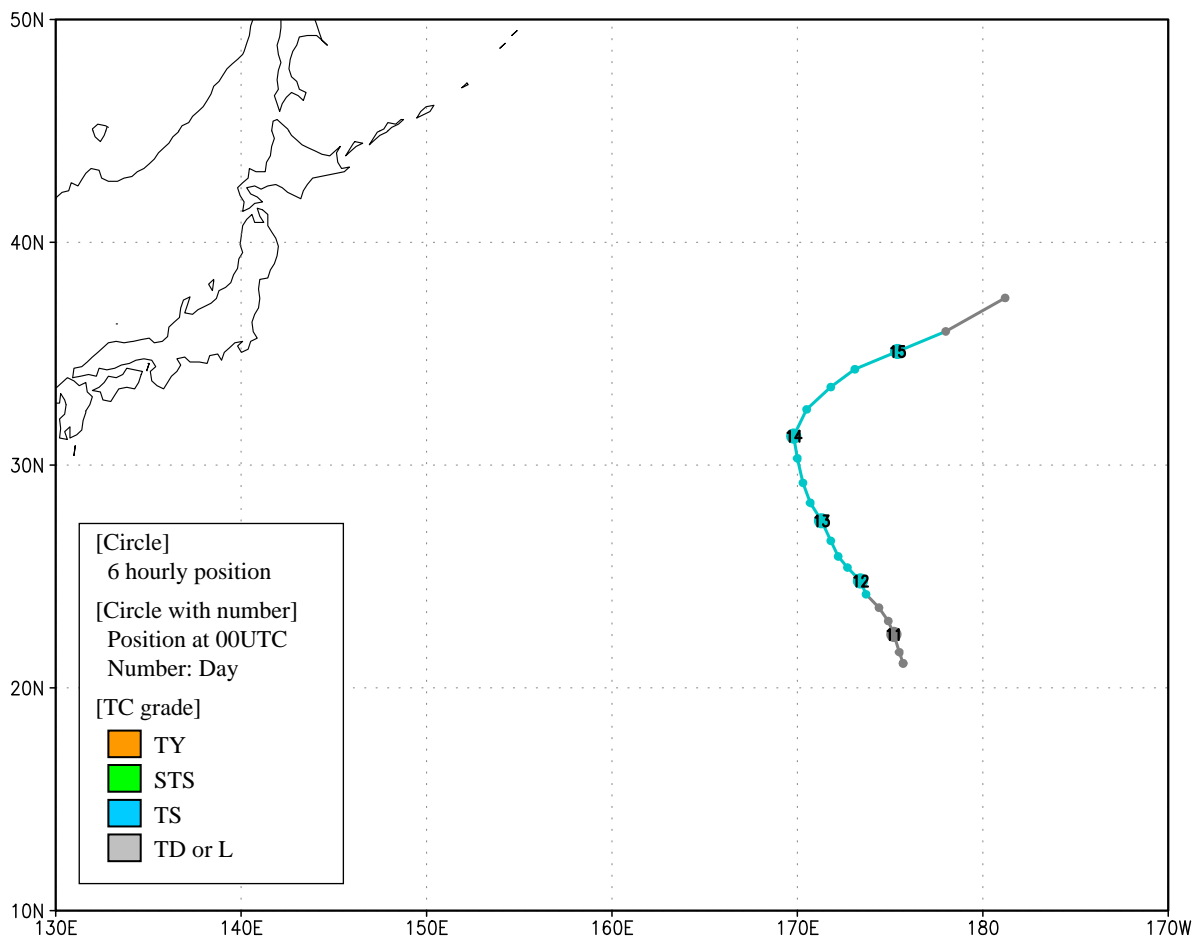 50N
40N
30N
20N
10N
130E
140E
150E
160E
170E
180
170W
15
14
13
12
11
[Circle]
6 hourly position
[Circle with number]
Position at 00UTC
Number: Day
[TC grade]
TY
STS
TS
TD or L